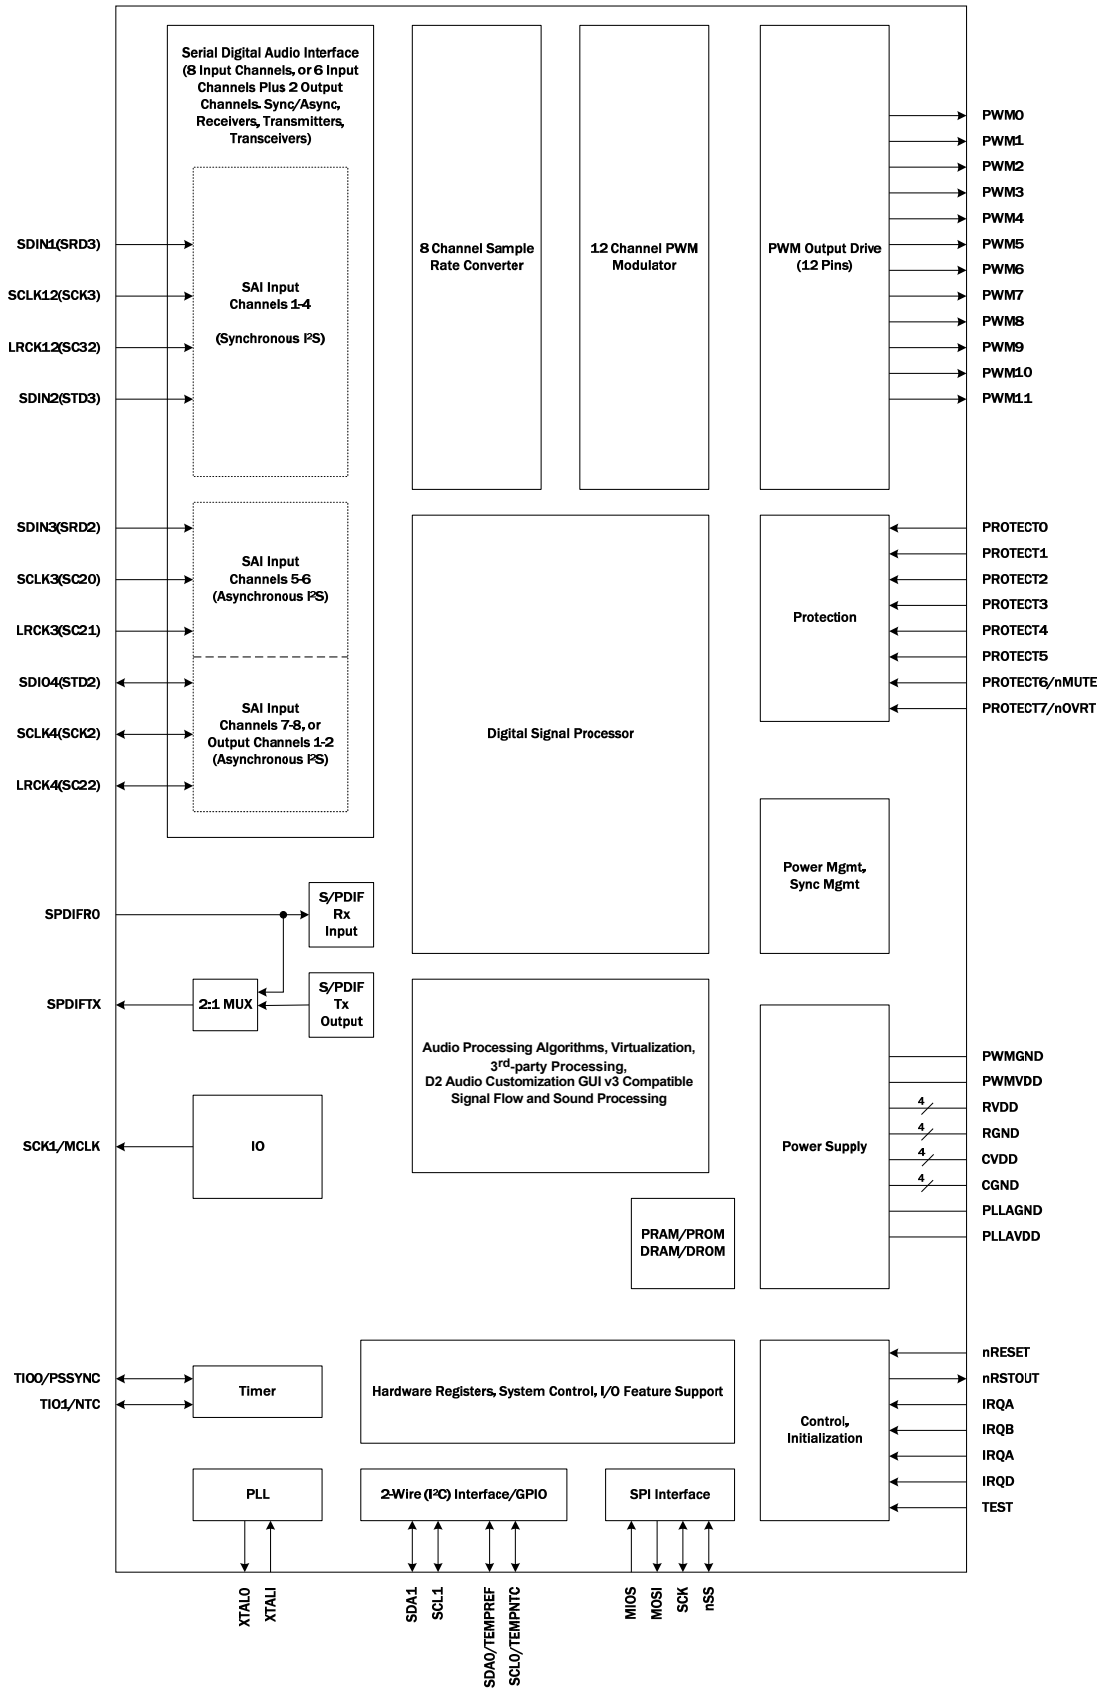 Serial Digital Audio Interface
(8 Input Channels, or 6 Input
Channels Plus 2 Output
Channels. Sync/Async,
Receivers, Transmitters,
Transceivers)
SDIN1(SRD3)
SCLK12(SCK3)
LRCK12(SC32)
SDIN2(STD3)
SAI Input
Channels 1-4
(Synchronous I²S)
SDIN3(SRD2)
SCLK3(SC20)
LRCK3(SC21)
SAI Input
Channels 5-6
(Asynchronous I²S)
SDIO4(STD2)
SCLK4(SCK2)
LRCK4(SC22)
SAI Input
Channels 7-8, or
Output Channels 1-2
(Asynchronous I²S)
8 Channel Sample
Rate Converter
12 Channel PWM
Modulator
PWM Output Drive
(12 Pins)
PWM0
PWM1
PWM2
PWM3
PWM4
PWM5
PWM6
PWM7
PWM8
PWM9
PWM10
PWM11
Digital Signal Processor
Protection
PROTECT0
PROTECT1
PROTECT2
PROTECT3
PROTECT4
PROTECT5
PROTECT6/nMUTE
PROTECT7/nOVRT
Power Mgmt,
Sync Mgmt
SPDIFR0
S/PDIF
Rx
Input
SPDIFTX
2:1 MUX
S/PDIF
Tx
Output
Audio Processing Algorithms, Virtualization,
3rd-party Processing,
D2 Audio Customization GUI v3 Compatible
Signal Flow and Sound Processing
SCK1/MCLK
IO
Power Supply
PWMGND
PWMVDD
4
RVDD
4
RGND
4
CVDD
4
CGND
PLLAGND
PLLAVDD
PRAM/PROM
DRAM/DROM
TIO0/PSSYNC
TIO1/NTC
Timer
Hardware Registers, System Control, I/O Feature Support
Control,
Initialization
nRESET
nRSTOUT
IRQA
IRQB
IRQA
IRQD
TEST
PLL
2-Wire (I²C) Interface/GPIO
SPI Interface
XTALO
XTALI
SDA1
SCL1
SDA0/TEMPREF
SCL0/TEMPNTC
MIOS
MOSI
SCK
nSS